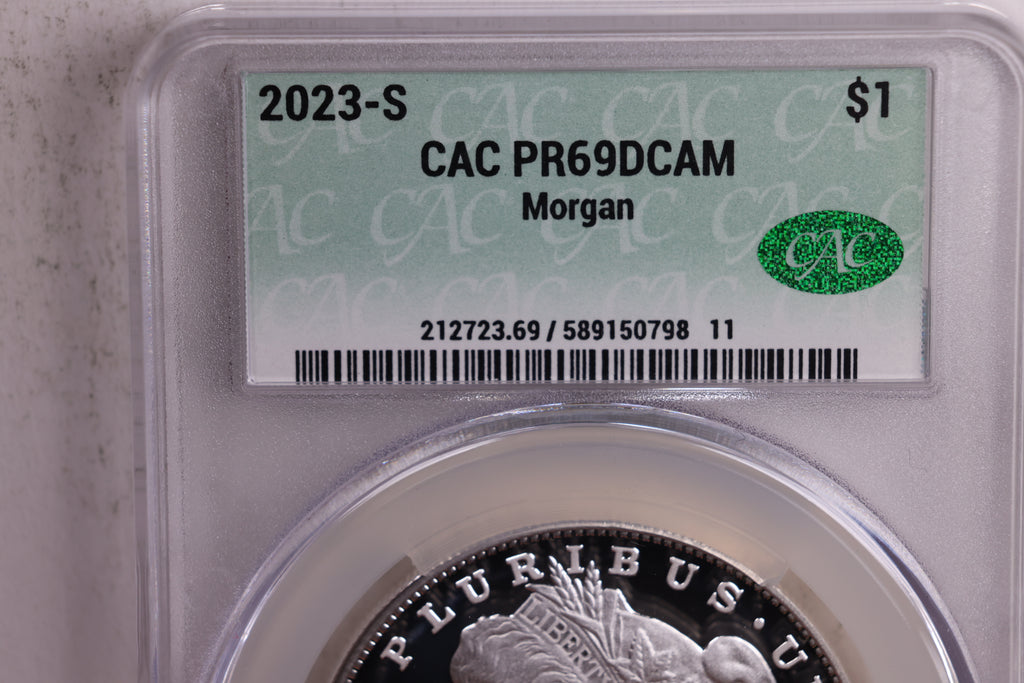 2023-S $1
CAC PR69DCAM
Morgan
CAC
212723.69 / 589150798 11
PLURIBUS · U
LIBERTY